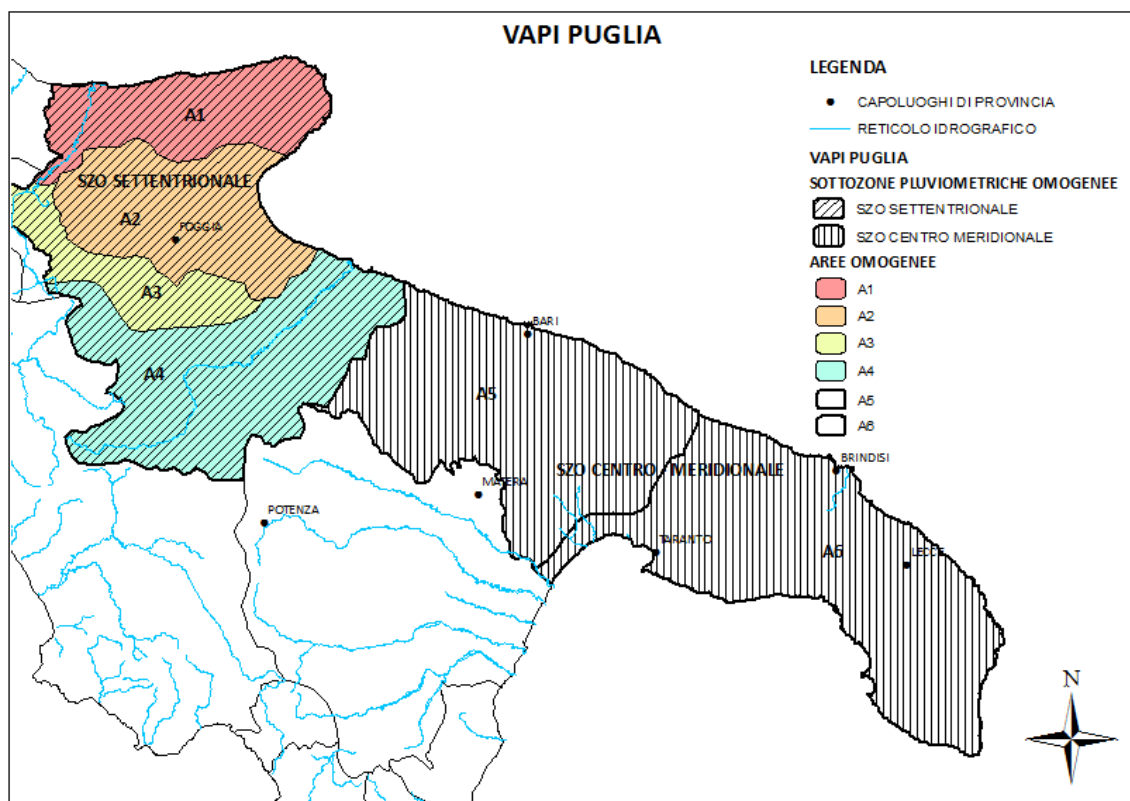 VAPI PUGLIA
LEGENDA
CAPOLUOGHI DI PROVINCIA
RETICOLO IDROGRAFICO
VAPI PUGLIA
SOTTOZONE PLUVIOMETRICHE OMOGENEE
SZO SETTENTRIONALE
SZO CENTRO MERIDIONALE
AREE OMOGENEE
A1
A2
A3
A4
A5
A6
A1
SZO SETTENTRIONALE
A2
FOGGIA
A3
A4
BARI
A5
SZO CENTRO MERIDIONALE
BRINDISI
MATERA
POTENZA
TARANTO
A6
LECCE
N